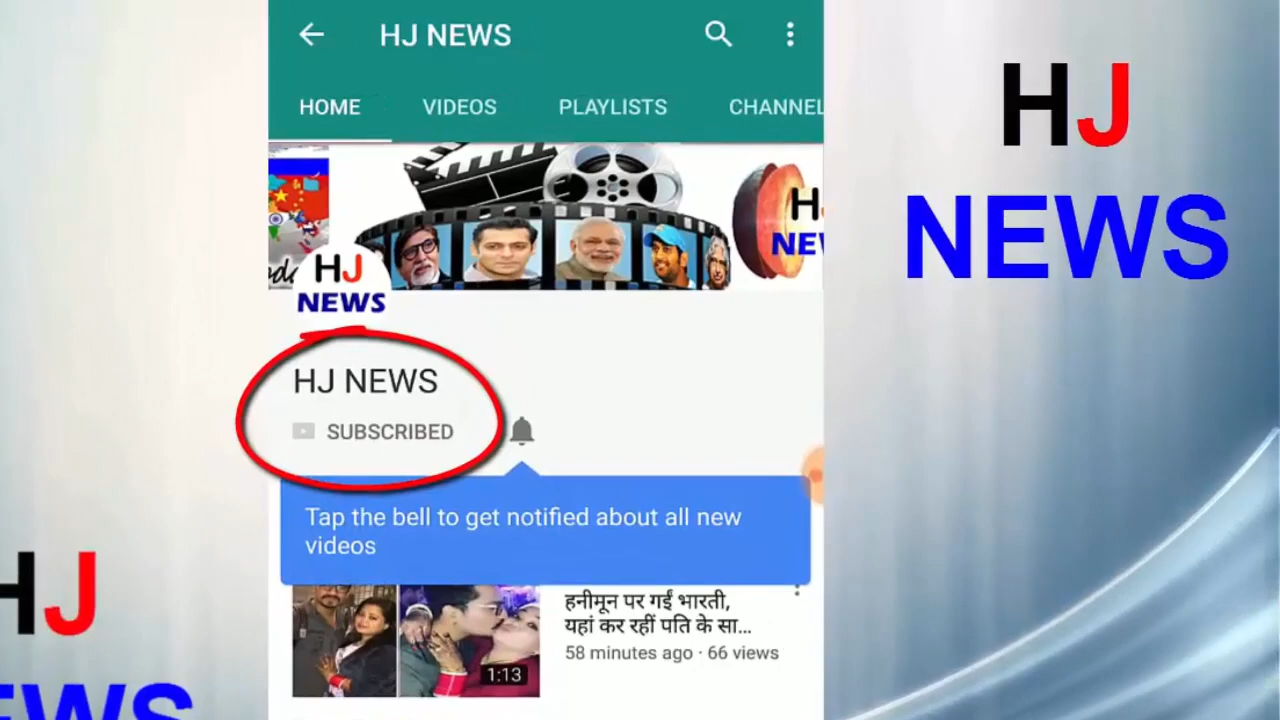 HJ NEWS
HOME VIDEOS PLAYLISTS CHANNEL
HJ
NEWS
HJ
NEWS
HJ NEWS
SUBSCRIBED
Tap the bell to get notified about all new
videos
हनीमून पर गईं भारती,
यहां कर रहीं पति के सा...
58 minutes ago · 66 views
1:13
HJ